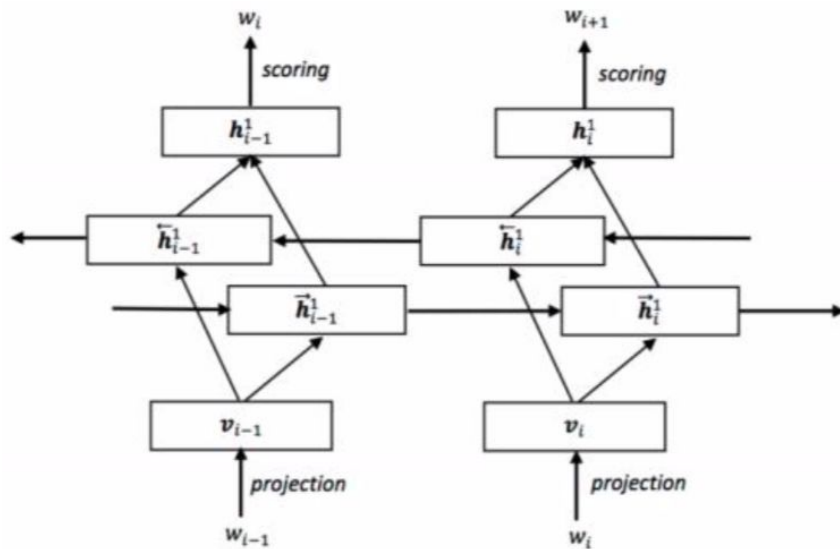 w_i w_{i+1}
scoring scoring
h^1_{i-1} h^1_i
←h^1_{i-1} ←h^1_i
→h^1_{i-1} →h^1_i
v_{i-1} v_i
projection projection
w_{i-1} w_i